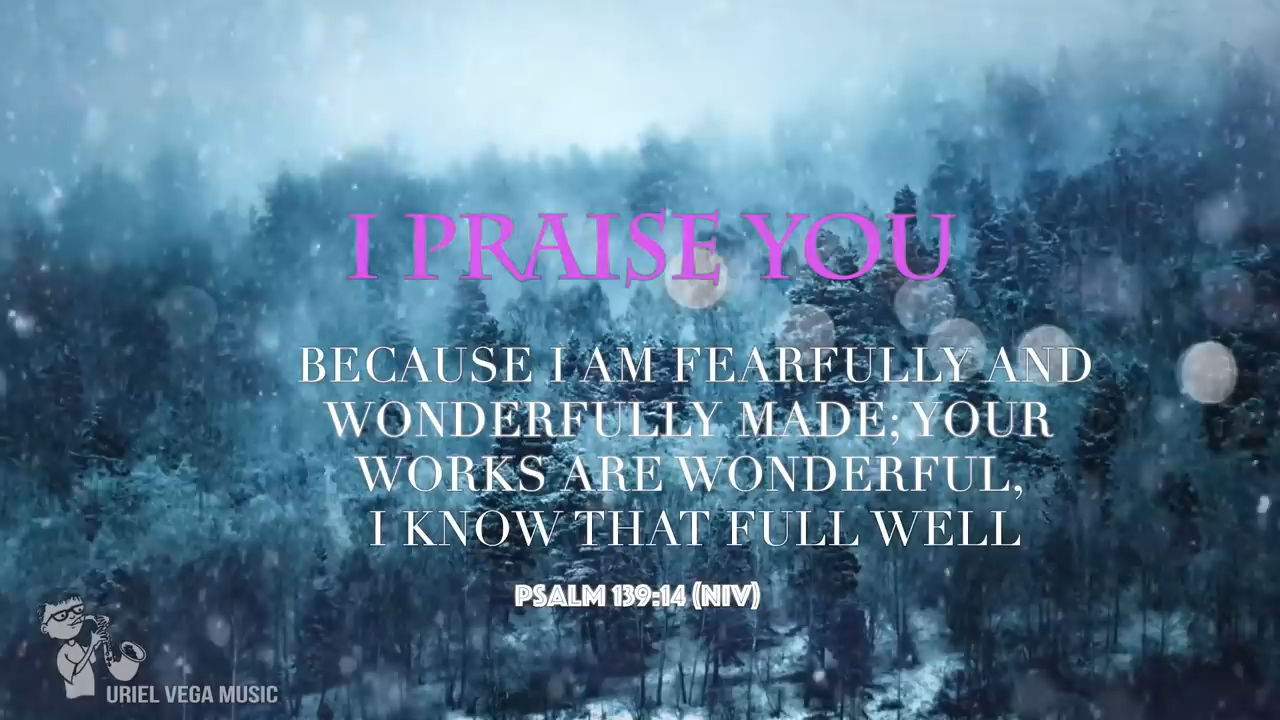 I PRAISE YOU
BECAUSE I AM FEARFULLY AND
WONDERFULLY MADE; YOUR
WORKS ARE WONDERFUL,
I KNOW THAT FULL WELL
PSALM 139:14 (NIV)
URIEL VEGA MUSIC